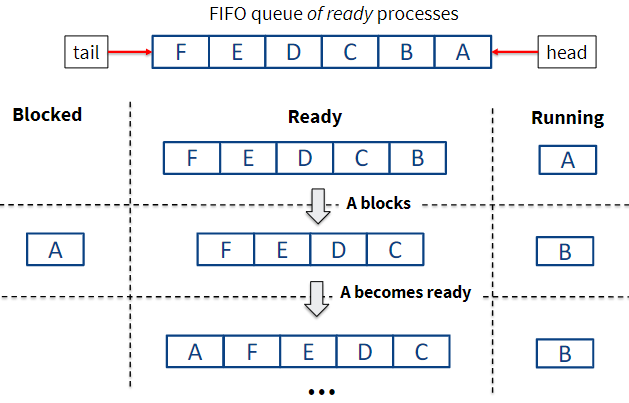 FIFO queue of ready processes
tail F E D C B A head
Blocked Ready Running
F E D C B A
A blocks
A F E D C B
A becomes ready
A F E D C B
•••